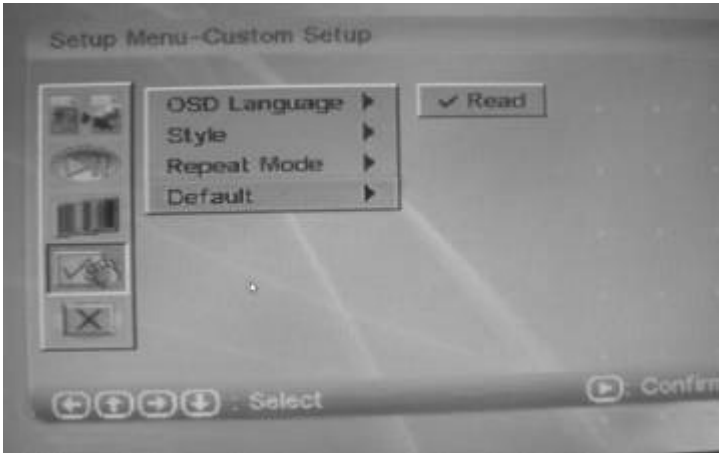 Setup Menu-Custom Setup
OSD Language
Read
Style
Repeat Mode
Default
: Select
: Confirm